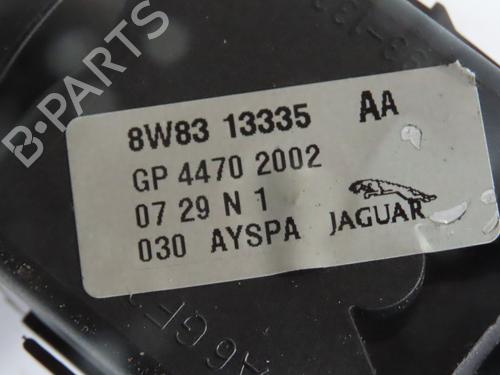 B-PARTS
8W83 13335 AA
GP 4470 2002
07 29 N 1
030 AYSPA JAGUAR